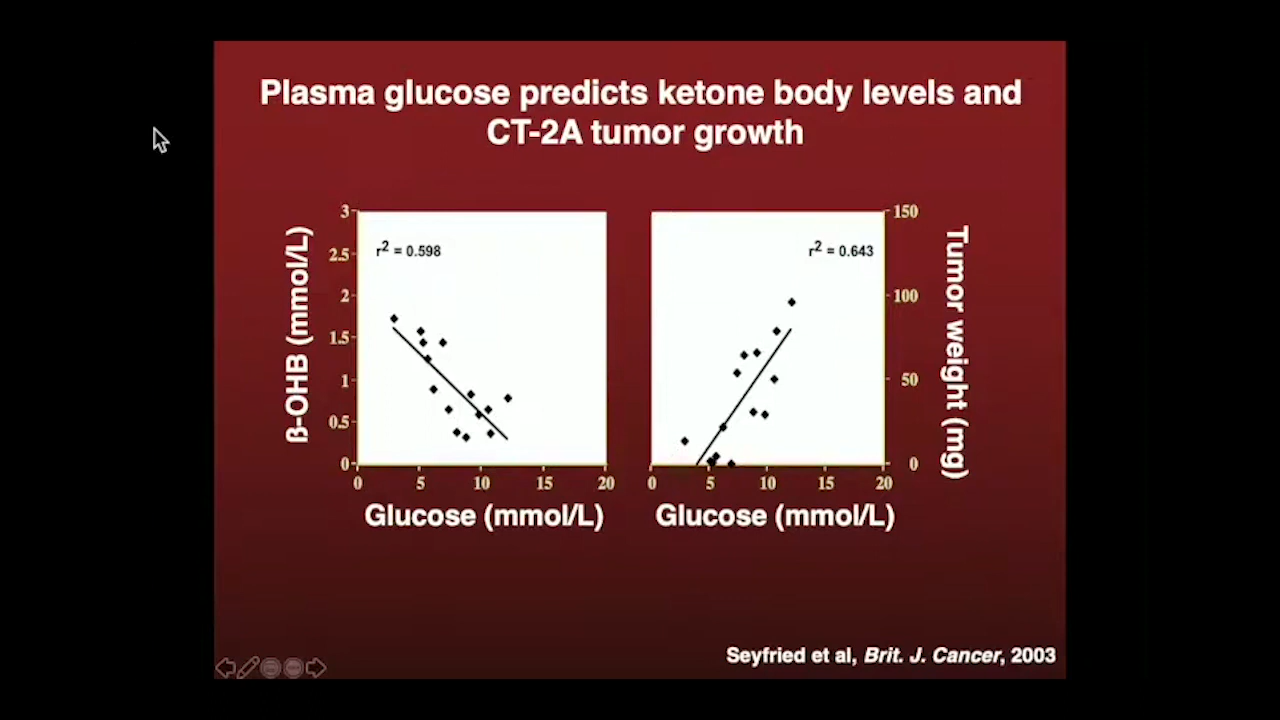 Plasma glucose predicts ketone body levels and
CT-2A tumor growth
ß-OHB (mmol/L)
3
2.5
2
1.5
1
0.5
0
r2 = 0.598
0 5 10 15 20
Glucose (mmol/L)
r2 = 0.643
150
100
50
0
Tumor weight (mg)
0 5 10 15 20
Glucose (mmol/L)
Seyfried et al, Brit. J. Cancer, 2003